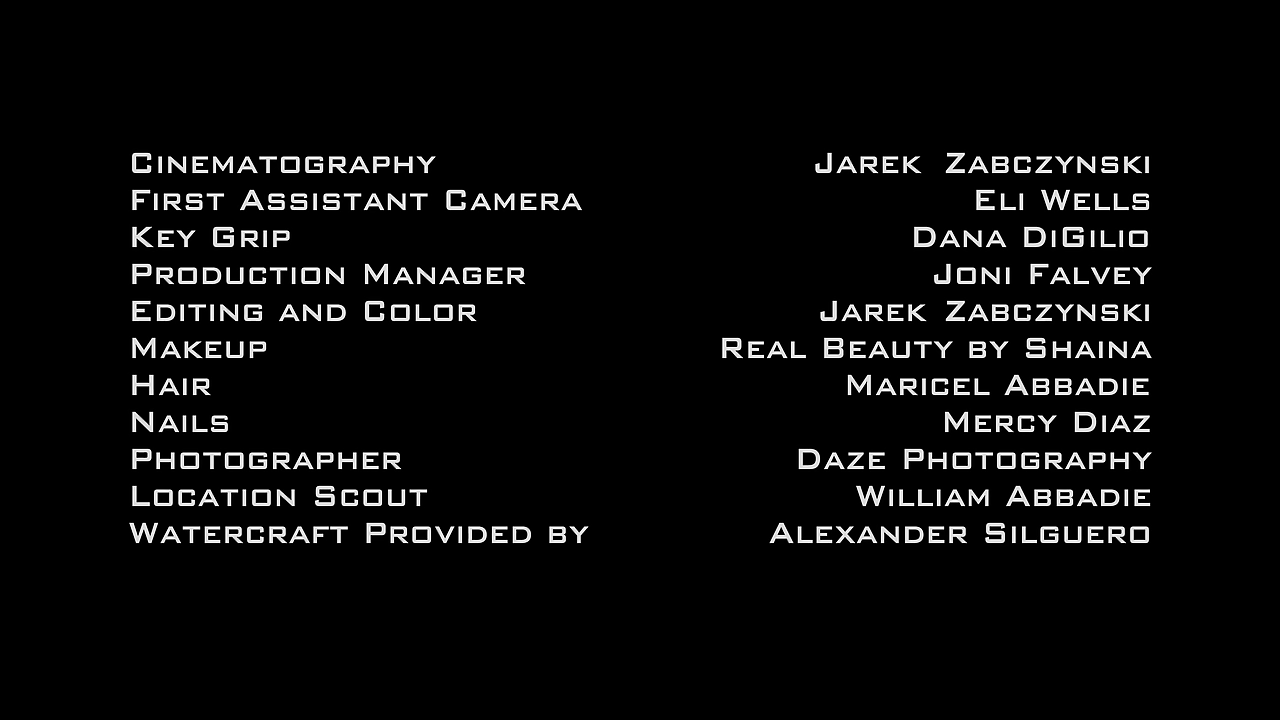 Cinematography Jarek Zabczynski
First Assistant Camera Eli Wells
Key Grip Dana DiGilio
Production Manager Joni Falvey
Editing and Color Jarek Zabczynski
Makeup Real Beauty by Shaina
Hair Maricel Abbadie
Nails Mercy Diaz
Photographer Daze Photography
Location Scout William Abbadie
Watercraft Provided by Alexander Silguero